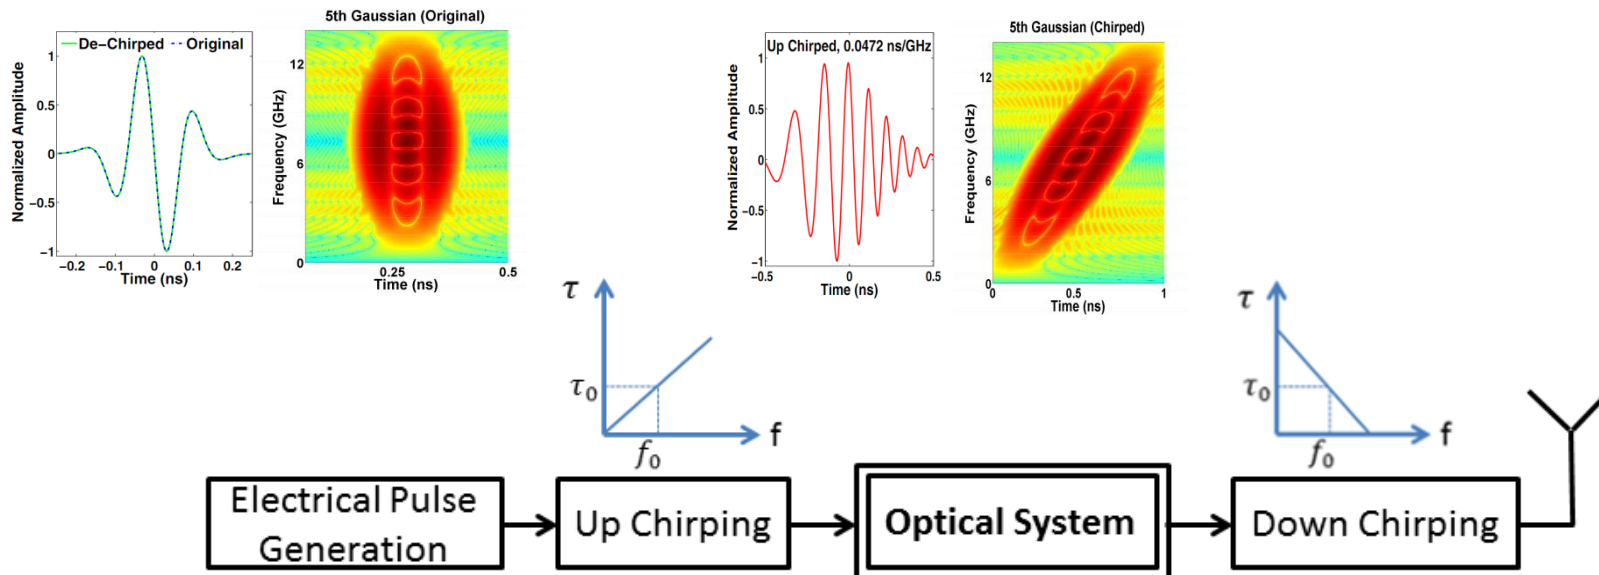 5th Gaussian (Original)
De-Chirped
Original
Normalized Amplitude
1
0.5
0
−0.5
−1
−0.2
−0.1
0
0.1
0.2
Time (ns)
Frequency (GHz)
12
6
0
0.25
0.5
Time (ns)
Up Chirped, 0.0472 ns/GHz
Normalized Amplitude
1
0.5
0
−0.5
−1
−0.5
0
0.5
Time (ns)
5th Gaussian (Chirped)
Frequency (GHz)
12
6
0
0
0.5
1
Time (ns)
τ
τ0
f0
f
τ
τ0
f0
f
Electrical Pulse
Generation
Up Chirping
Optical System
Down Chirping